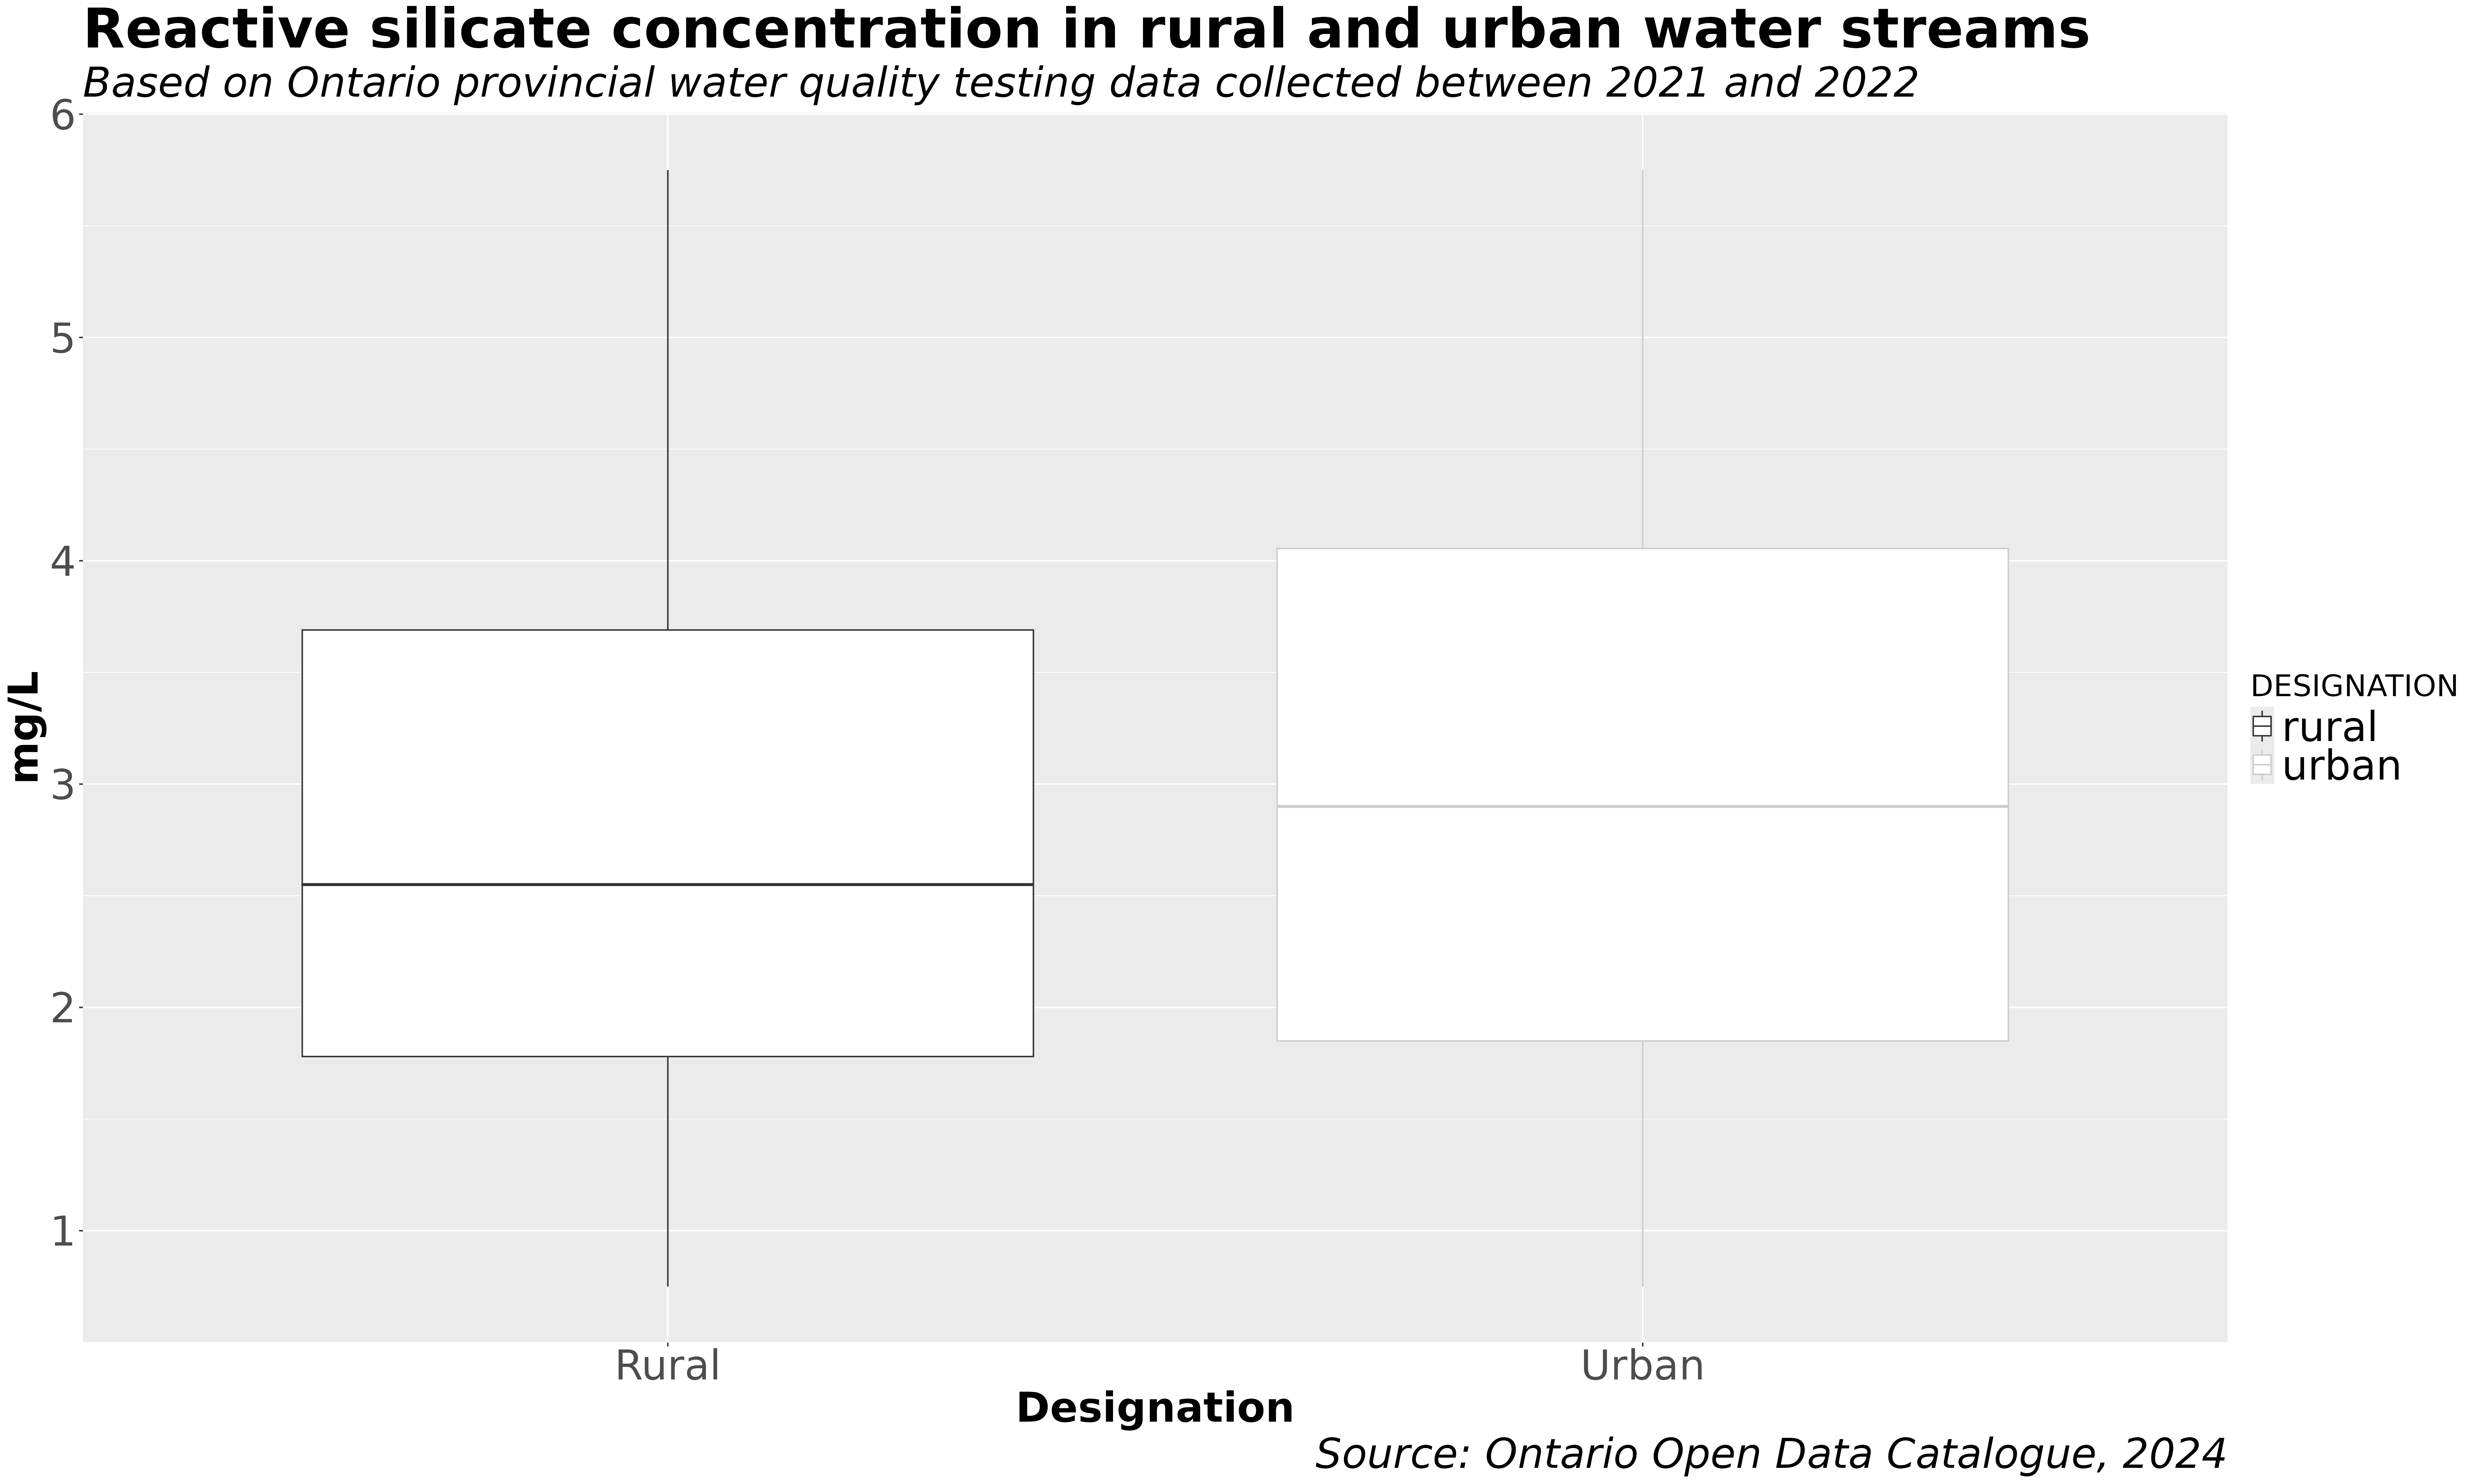 Reactive silicate concentration in rural and urban water streams
Based on Ontario provincial water quality testing data collected between 2021 and 2022
6
5
4
3
2
1
mg/L
Rural
Urban
Designation
DESIGNATION
rural
urban
Source: Ontario Open Data Catalogue, 2024